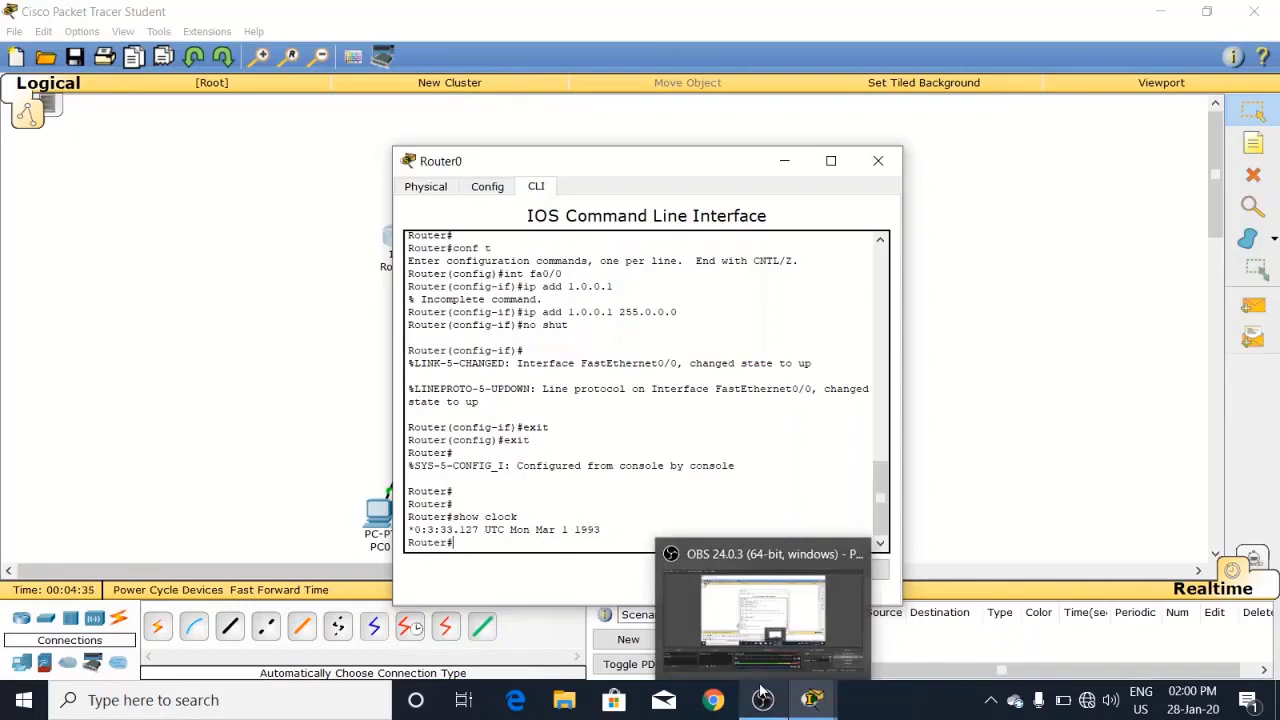 Cisco Packet Tracer Student
File Edit Options View Tools Extensions Help
Logical [Root] New Cluster Move Object Set Tiled Background Viewport
Router0
Physical Config CLI
IOS Command Line Interface
Router#
Router#conf t
Enter configuration commands, one per line.  End with CNTL/Z.
Router(config)#int fa0/0
Router(config-if)#ip add 1.0.0.1
% Incomplete command.
Router(config-if)#ip add 1.0.0.1 255.0.0.0
Router(config-if)#no shut
Router(config-if)#
%LINK-5-CHANGED: Interface FastEthernet0/0, changed state to up
%LINEPROTO-5-UPDOWN: Line protocol on Interface FastEthernet0/0, changed
state to up
Router(config-if)#exit
Router(config)#exit
Router#
%SYS-5-CONFIG_I: Configured from console by console
Router#
Router#
Router#show clock
*0:3:33.127 UTC Mon Mar 1 1993
Router#
1
Ro
PC-PT
PC0
OBS 24.0.3 (64-bit, windows) - P...
Time: 00:04:35 Power Cycle Devices Fast Forward Time Realtime
Connections
Automatically Choose Connection Type
Scena
New
Toggle PD
Source Destination Type Color Time(sec Periodic Num Edit Delete
Type here to search
ENG
US
02:00 PM
28-Jan-20
1